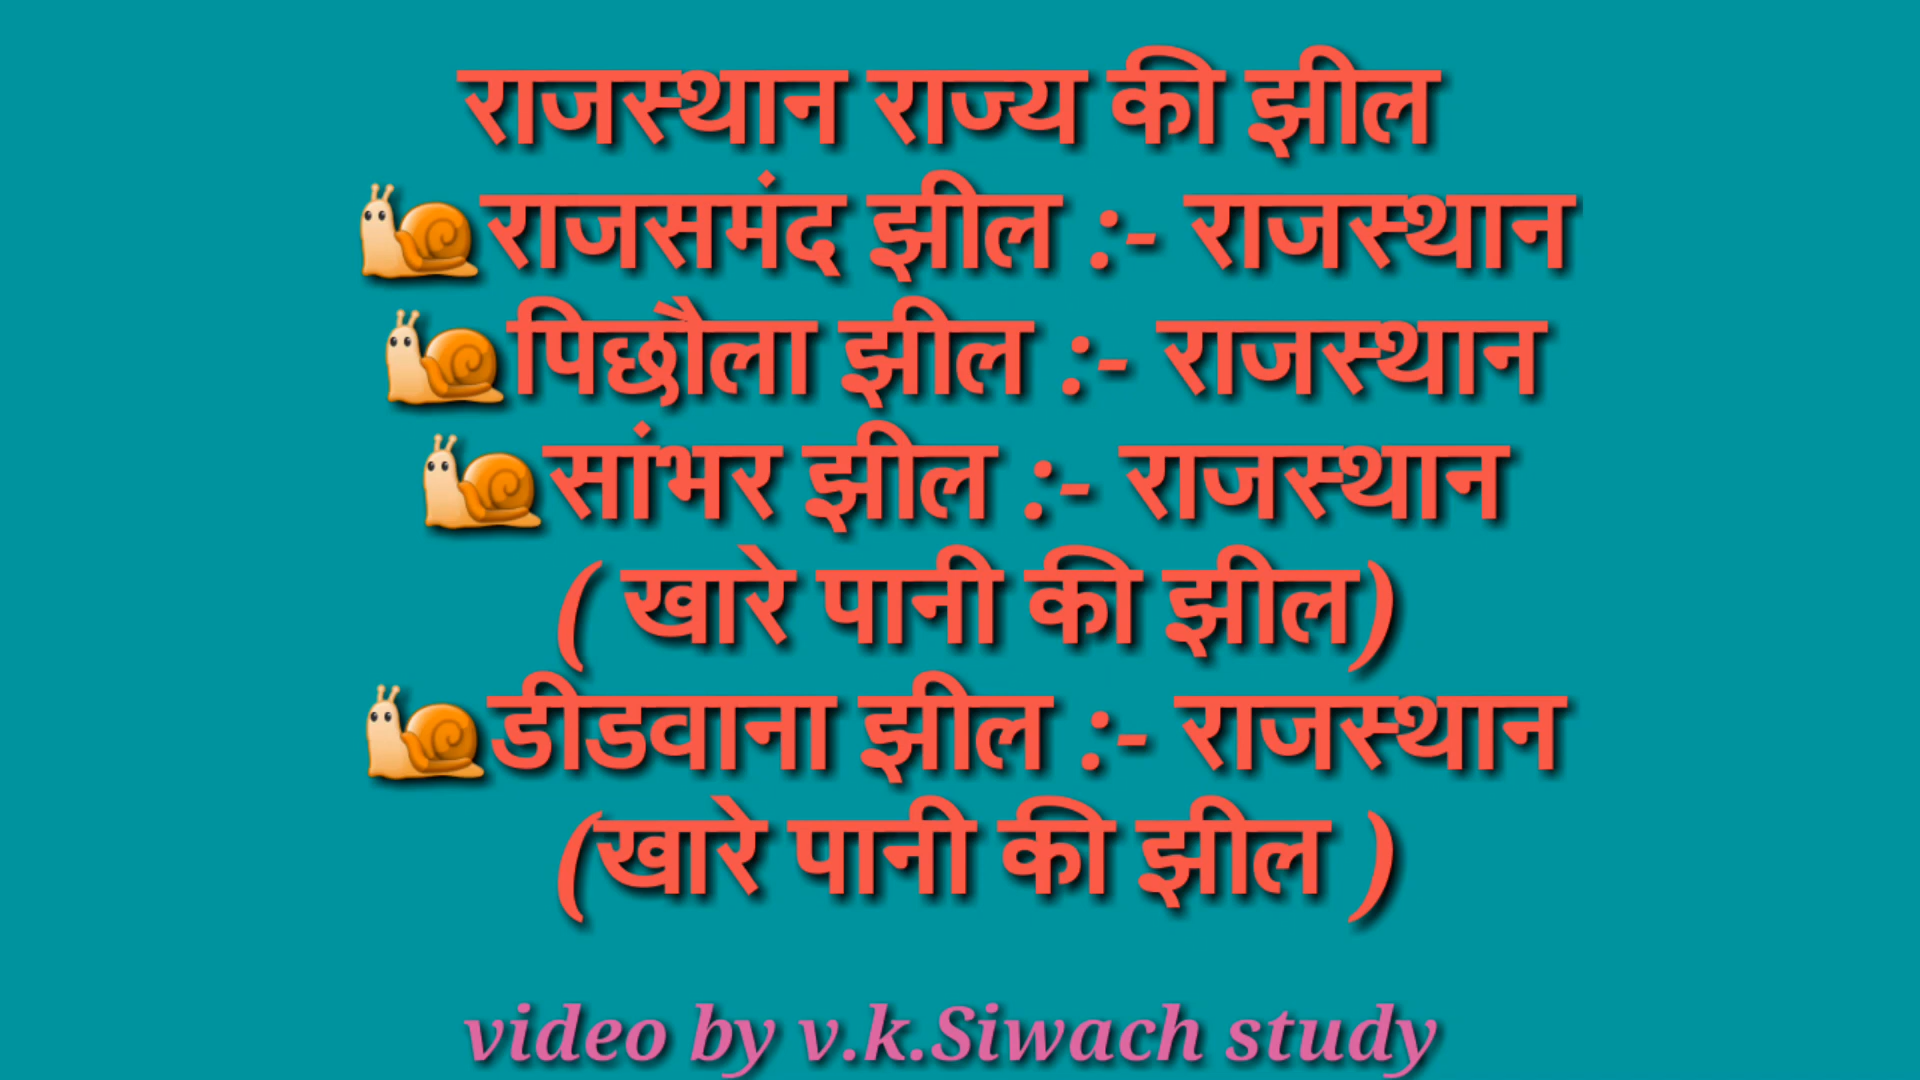 राजस्थान राज्य की झील
🐌राजसमंद झील :- राजस्थान
🐌पिछौला झील :- राजस्थान
🐌सांभर झील :- राजस्थान
( खारे पानी की झील)
🐌डीडवाना झील :- राजस्थान
(खारे पानी की झील )
video by v.k.Siwach study